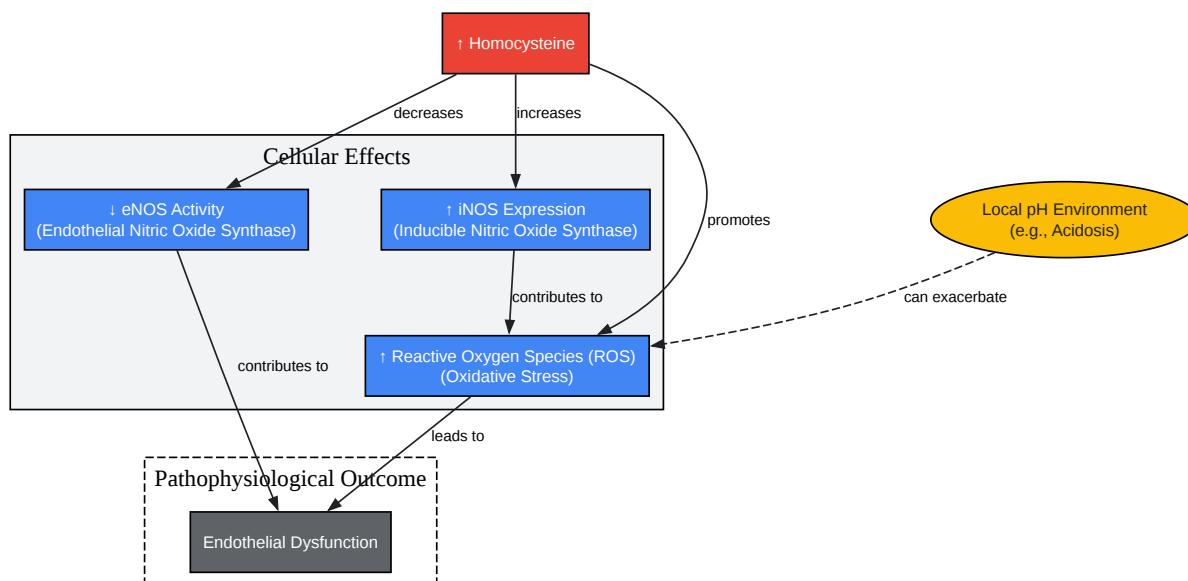 ↑ Homocysteine
decreases
increases
Cellular Effects
↓ eNOS Activity
(Endothelial Nitric Oxide Synthase)
↑ iNOS Expression
(Inducible Nitric Oxide Synthase)
promotes
Local pH Environment
(e.g., Acidosis)
contributes to
can exacerbate
↑ Reactive Oxygen Species (ROS)
(Oxidative Stress)
contributes to
leads to
Pathophysiological Outcome
Endothelial Dysfunction